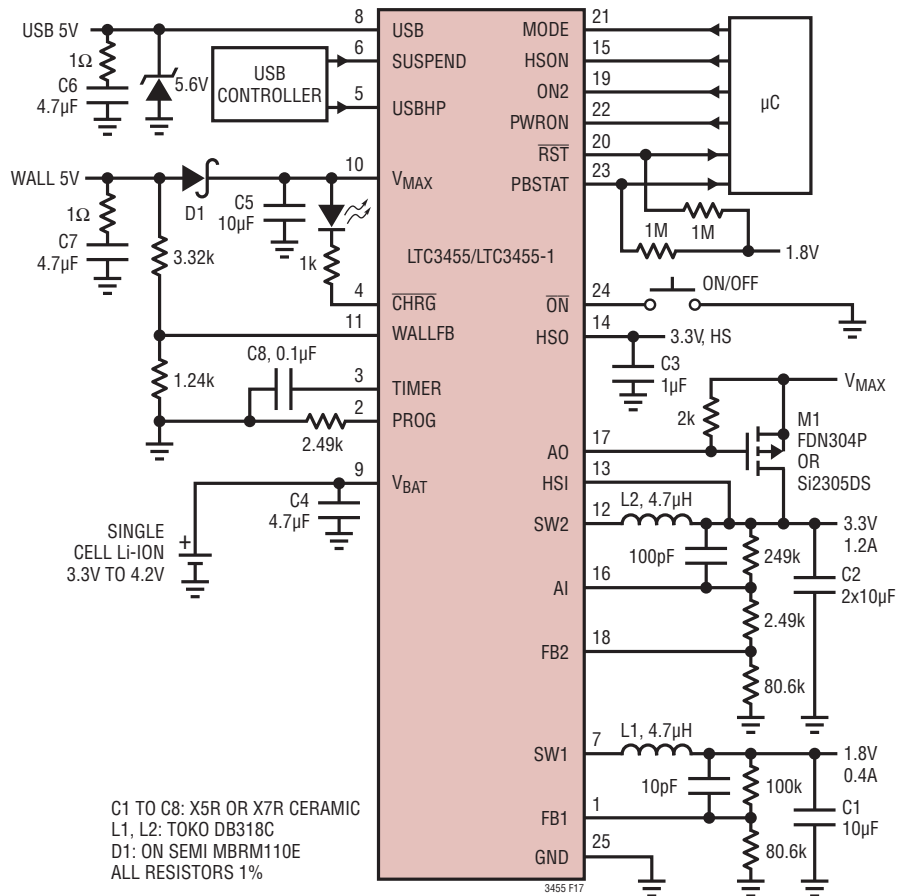 USB 5V
1Ω
C6
4.7µF
5.6V
USB
CONTROLLER
8
6
5
USB
SUSPEND
USBHP
WALL 5V
1Ω
C7
4.7µF
D1
3.32k
1.24k
C5
10µF
1k
10
VMAX
LTC3455/LTC3455-1
4
CHRG
11
WALLFB
C8, 0.1µF
3
TIMER
2
PROG
2.49k
9
VBAT
C4
4.7µF
SINGLE
CELL Li-ION
3.3V TO 4.2V
+
MODE
HSON
ON2
PWRON
RST
PBSTAT
21
15
19
22
20
23
µC
1M
1M
1.8V
ON
24
ON/OFF
HSO
14
3.3V, HS
C3
1µF
VMAX
2k
M1
FDN304P
OR
Si2305DS
AO
17
HSI
13
SW2
12
L2, 4.7µH
3.3V
1.2A
100pF
249k
C2
2x10µF
AI
16
2.49k
FB2
18
80.6k
SW1
7
L1, 4.7µH
1.8V
0.4A
10pF
100k
C1
10µF
FB1
1
80.6k
GND
25
C1 TO C8: X5R OR X7R CERAMIC
L1, L2: TOKO DB318C
D1: ON SEMI MBRM110E
ALL RESISTORS 1%
3455 F17